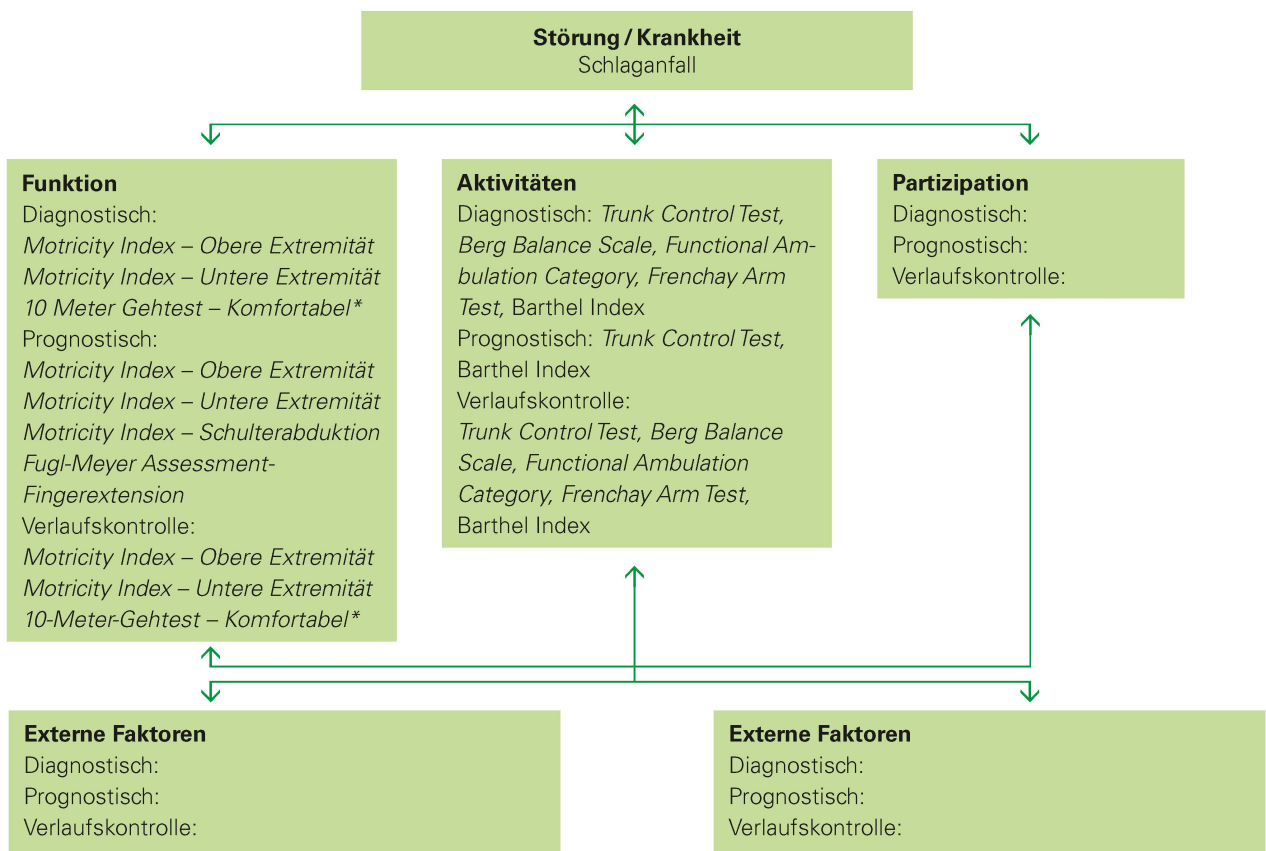 Störung / Krankheit
Schlaganfall
Funktion
Diagnostisch:
Motricity Index – Obere Extremität
Motricity Index – Untere Extremität
10 Meter Gehtest – Komfortabel*
Prognostisch:
Motricity Index – Obere Extremität
Motricity Index – Untere Extremität
Motricity Index – Schulterabduktion
Fugl-Meyer Assessment-
Fingerextension
Verlaufskontrolle:
Motricity Index – Obere Extremität
Motricity Index – Untere Extremität
10-Meter-Gehtest – Komfortabel*
Aktivitäten
Diagnostisch: Trunk Control Test,
Berg Balance Scale, Functional Am-
bulation Category, Frenchay Arm
Test, Barthel Index
Prognostisch: Trunk Control Test,
Barthel Index
Verlaufskontrolle:
Trunk Control Test, Berg Balance
Scale, Functional Ambulation
Category, Frenchay Arm Test,
Barthel Index
Partizipation
Diagnostisch:
Prognostisch:
Verlaufskontrolle:
Externe Faktoren
Diagnostisch:
Prognostisch:
Verlaufskontrolle:
Externe Faktoren
Diagnostisch:
Prognostisch:
Verlaufskontrolle: